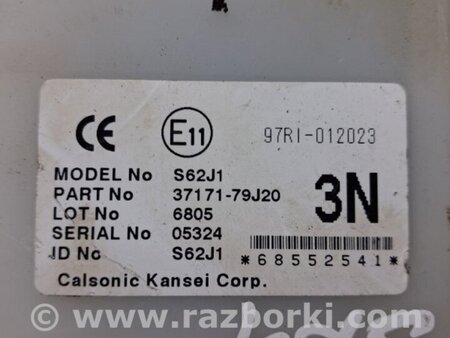 CE E11 97RI-012023
MODEL No S62J1
PART No 37171-79J20
LOT No 6805
SERIAL No 05324
ID No S62J1
3N
*68552541*
Calsonic Kansei Corp.
© www.razborki.com